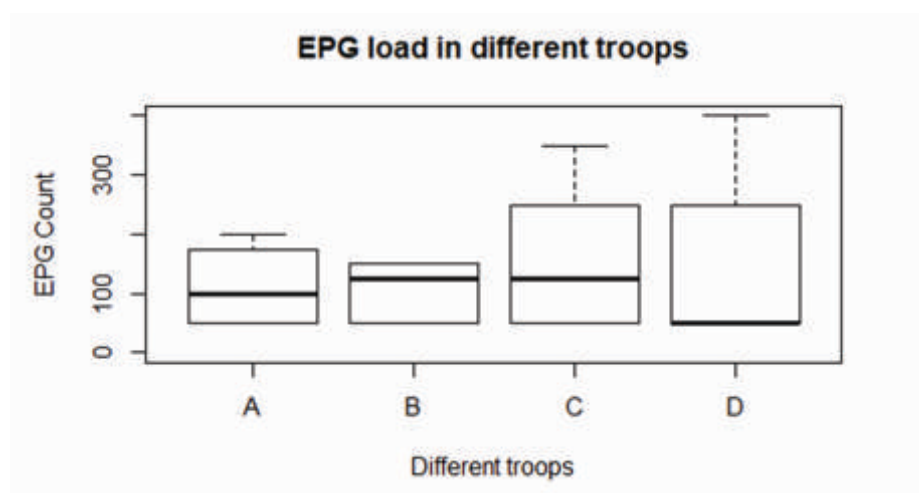 EPG load in different troops
EPG Count
300
100
0
A B C D
Different troops